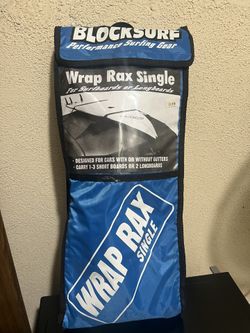 BLOCKSURF
Performance Surfing Gear
Wrap Rax Single
For Surfboards or Longboards
• DESIGNED FOR CARS WITH OR WITHOUT GUTTERS
• CARRY 1-3 SHORT BOARDS OR 2 LONGBOARDS
WRAP RAX
SINGLE